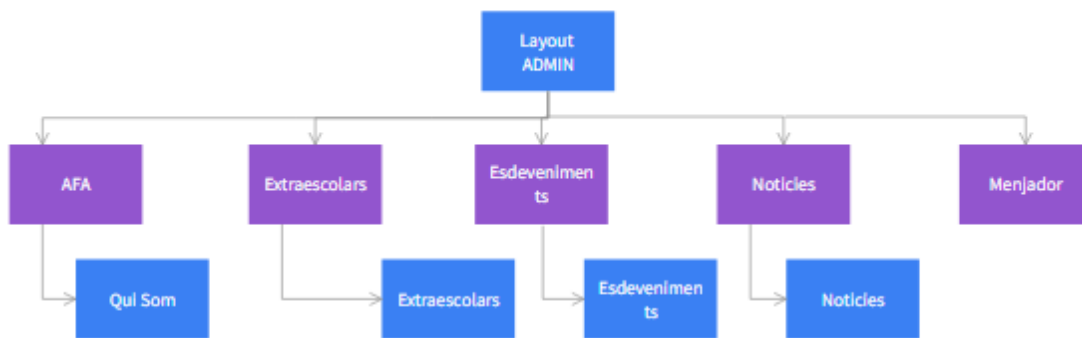 Layout
ADMIN
AFA
Extraescolars
Esdevenimen
ts
Noticies
Menjador
Qui Som
Extraescolars
Esdevenimen
ts
Noticies